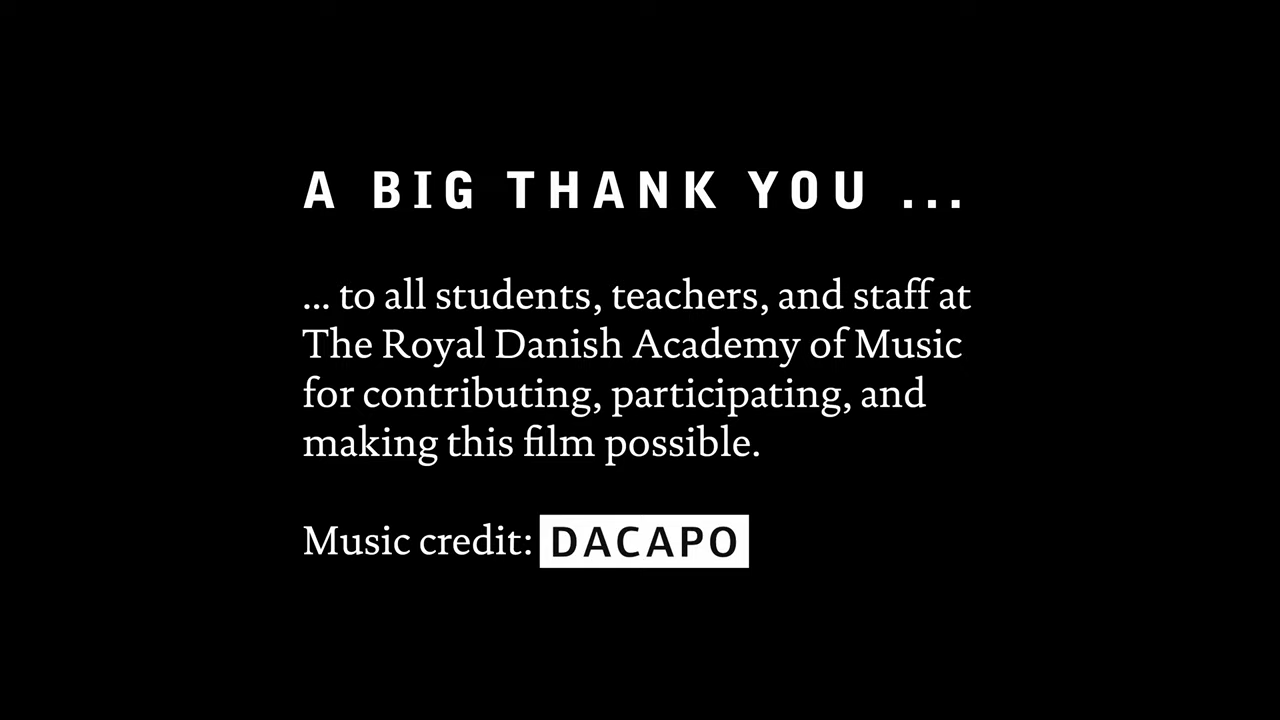 A BIG THANK YOU ...
... to all students, teachers, and staff at
The Royal Danish Academy of Music
for contributing, participating, and
making this film possible.
Music credit: DACAPO